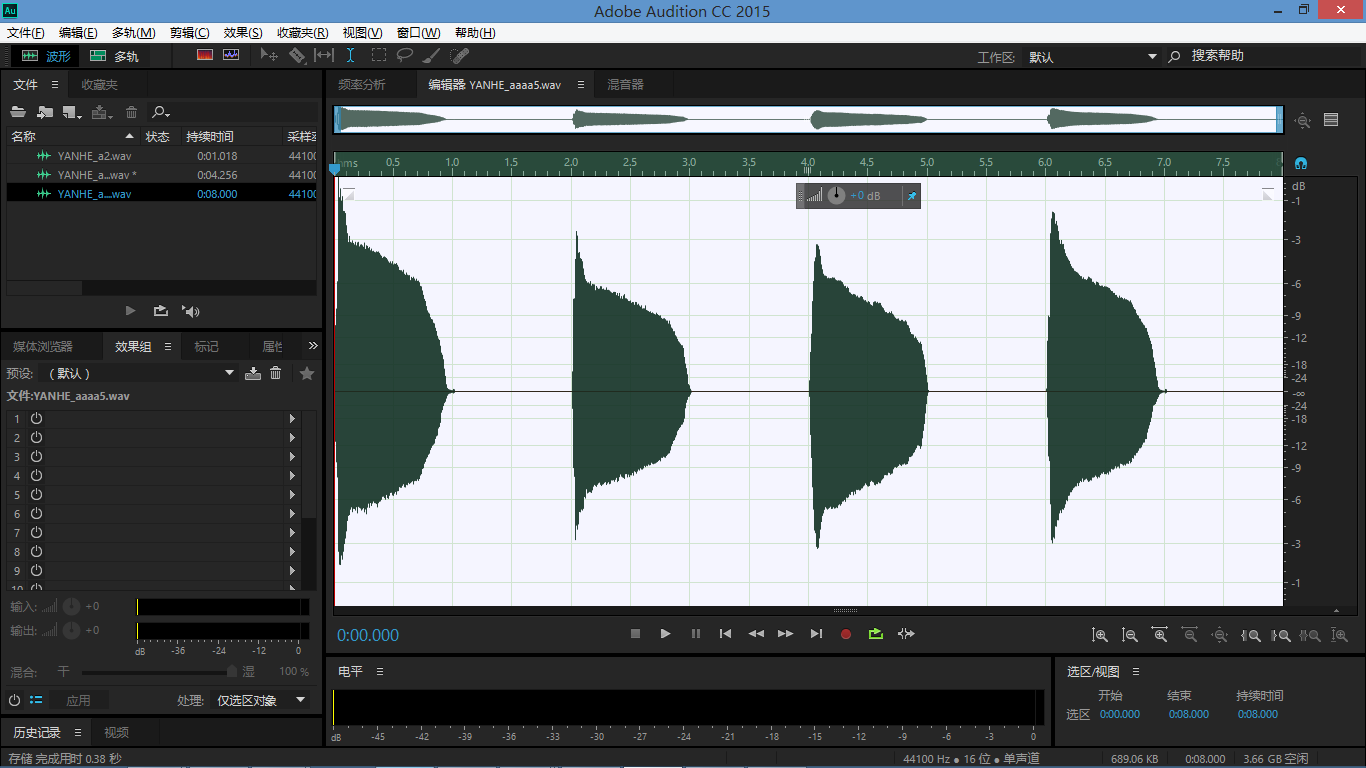 Au Adobe Audition CC 2015
文件(F) 编辑(E) 多轨(M) 剪辑(C) 效果(S) 收藏夹(R) 视图(V) 窗口(W) 帮助(H)
波形 多轨 工作区: 默认 搜索帮助
文件 收藏夹
名称 状态 持续时间 采样率
YANHE_a2.wav 0:01.018 44100
YANHE_a...wav * 0:04.256 44100
YANHE_a....wav 0:08.000 44100
媒体浏览器 效果组 标记 属性
预设: （默认）
文件:YANHE_aaaa5.wav
1
2
3
4
5
6
7
8
9
10
输入: +0
输出: +0
dB -36 -24 -12 0
混合: 干 湿 100 %
应用 处理: 仅选区对象
历史记录 视频
频率分析 编辑器: YANHE_aaaa5.wav 混音器
hms 0.5 1.0 1.5 2.0 2.5 3.0 3.5 4.0 4.5 5.0 5.5 6.0 6.5 7.0 7.5
+0 dB
dB
-1
-3
-6
-9
-12
-18
-24
-∞
-24
-18
-12
-9
-6
-3
-1
0:00.000
电平
dB -45 -42 -39 -36 -33 -30 -27 -24 -21 -18 -15 -12 -9 -6 -3 0
选区/视图
开始 结束 持续时间
选区 0:00.000 0:08.000 0:08.000
存储 完成用时 0.38 秒 44100 Hz ● 16 位 ● 单声道 689.06 KB 0:08.000 3.66 GB 空闲